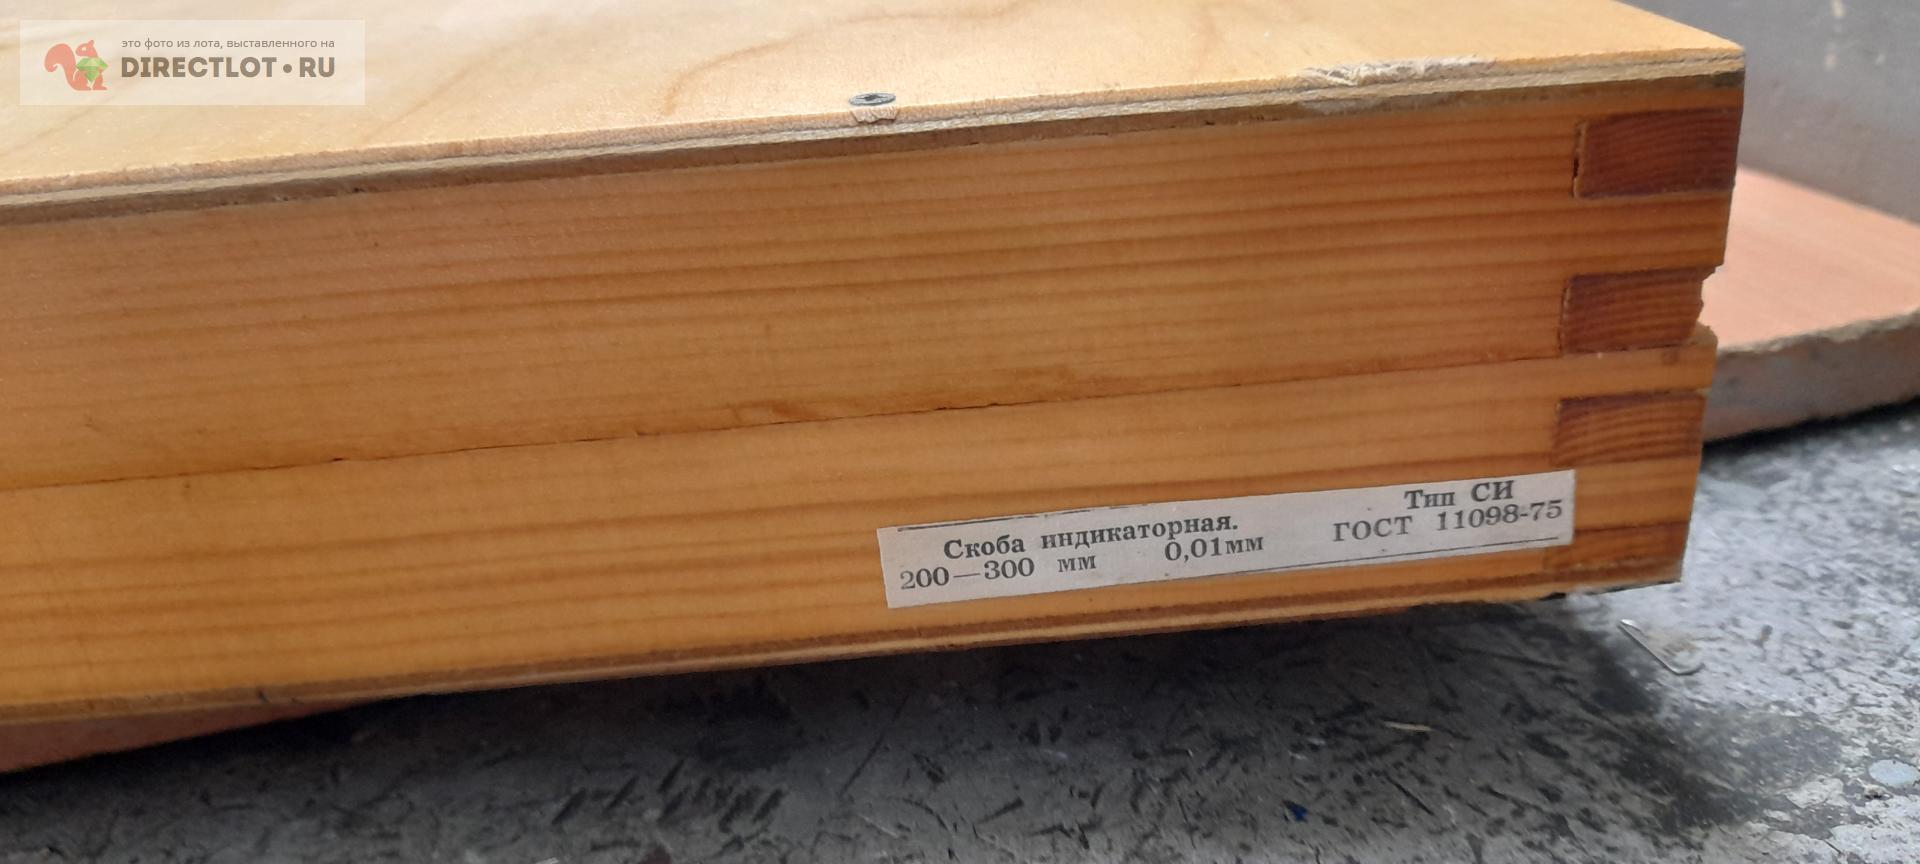 это фото из лота, выставленного на
DIRECTLOT•RU
Скоба индикаторная. Тип СИ
200—300 мм 0,01мм ГОСТ 11098-75